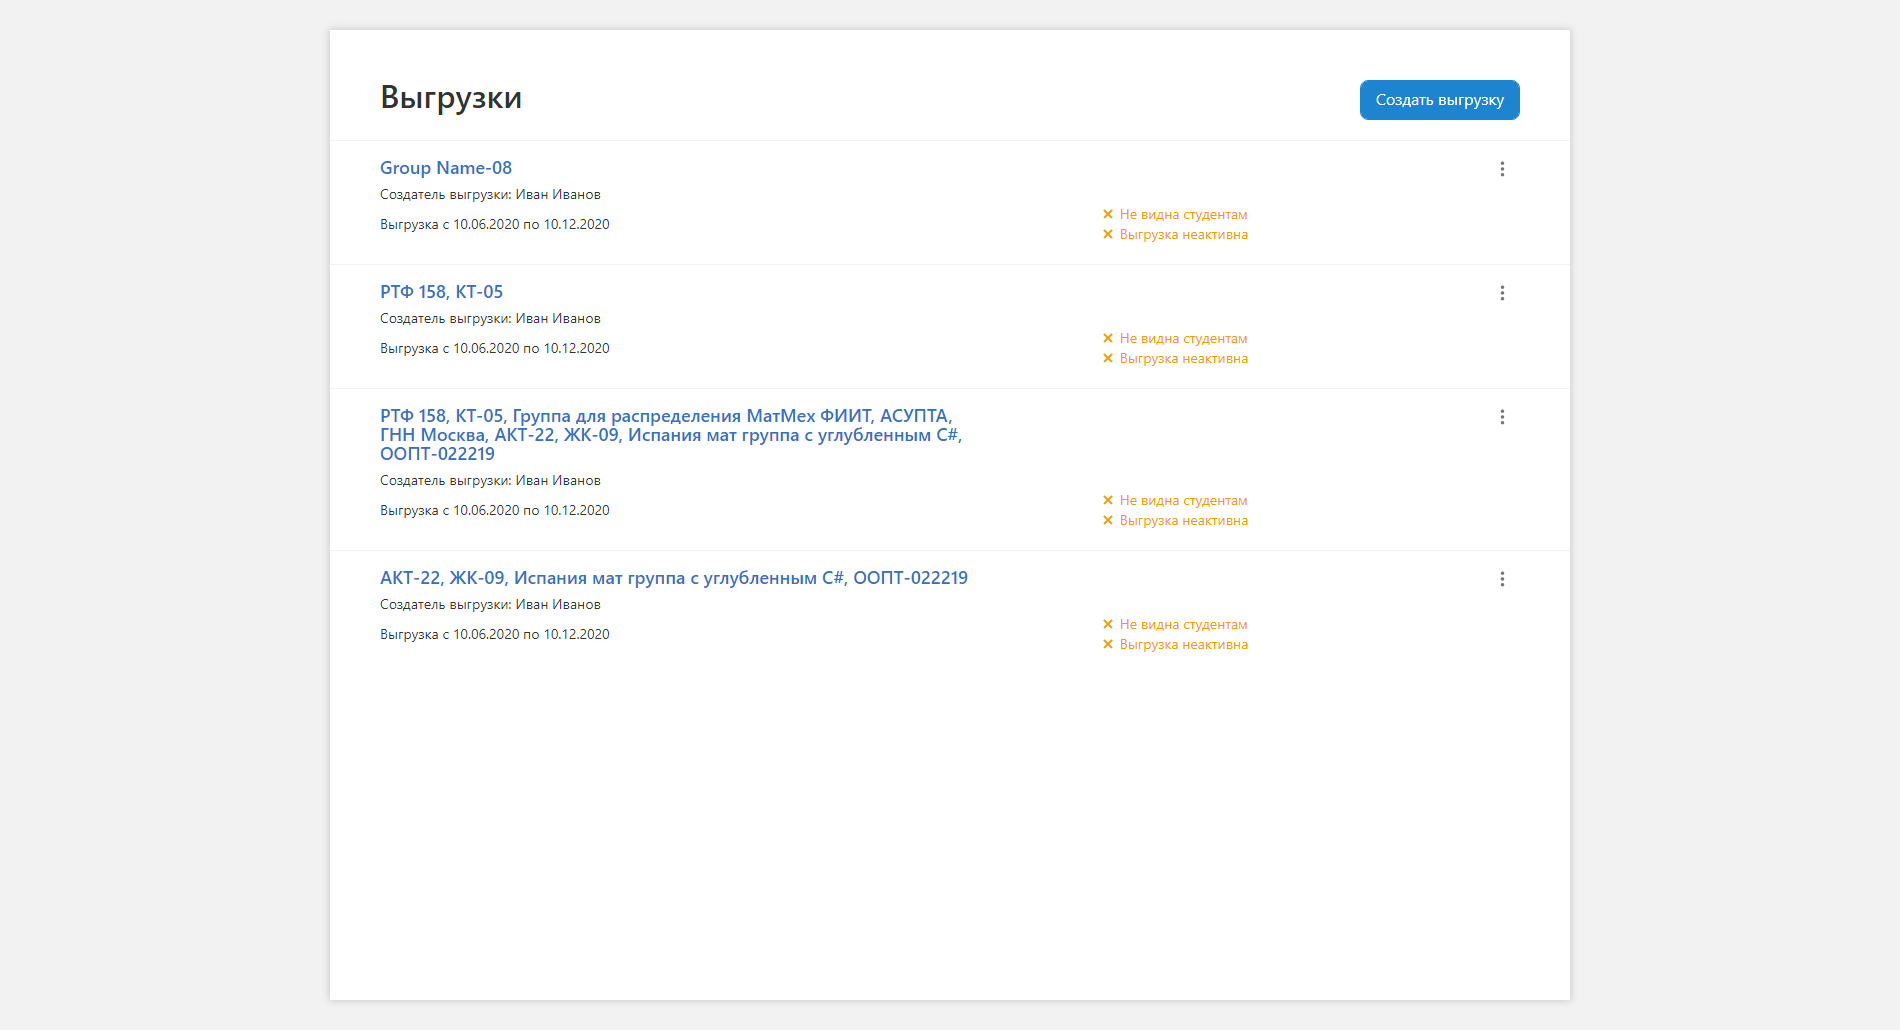 Выгрузки
Создать выгрузку
Group Name-08
Создатель выгрузки: Иван Иванов
Выгрузка с 10.06.2020 по 10.12.2020
Не видна студентам
Выгрузка неактивна
РТФ 158, КТ-05
Создатель выгрузки: Иван Иванов
Выгрузка с 10.06.2020 по 10.12.2020
Не видна студентам
Выгрузка неактивна
РТФ 158, КТ-05, Группа для распределения МатМех ФИИТ, АСУПТА,
ГНН Москва, АКТ-22, ЖК-09, Испания мат группа с углубленным C#,
ООПТ-022219
Создатель выгрузки: Иван Иванов
Выгрузка с 10.06.2020 по 10.12.2020
Не видна студентам
Выгрузка неактивна
АКТ-22, ЖК-09, Испания мат группа с углубленным C#, ООПТ-022219
Создатель выгрузки: Иван Иванов
Выгрузка с 10.06.2020 по 10.12.2020
Не видна студентам
Выгрузка неактивна